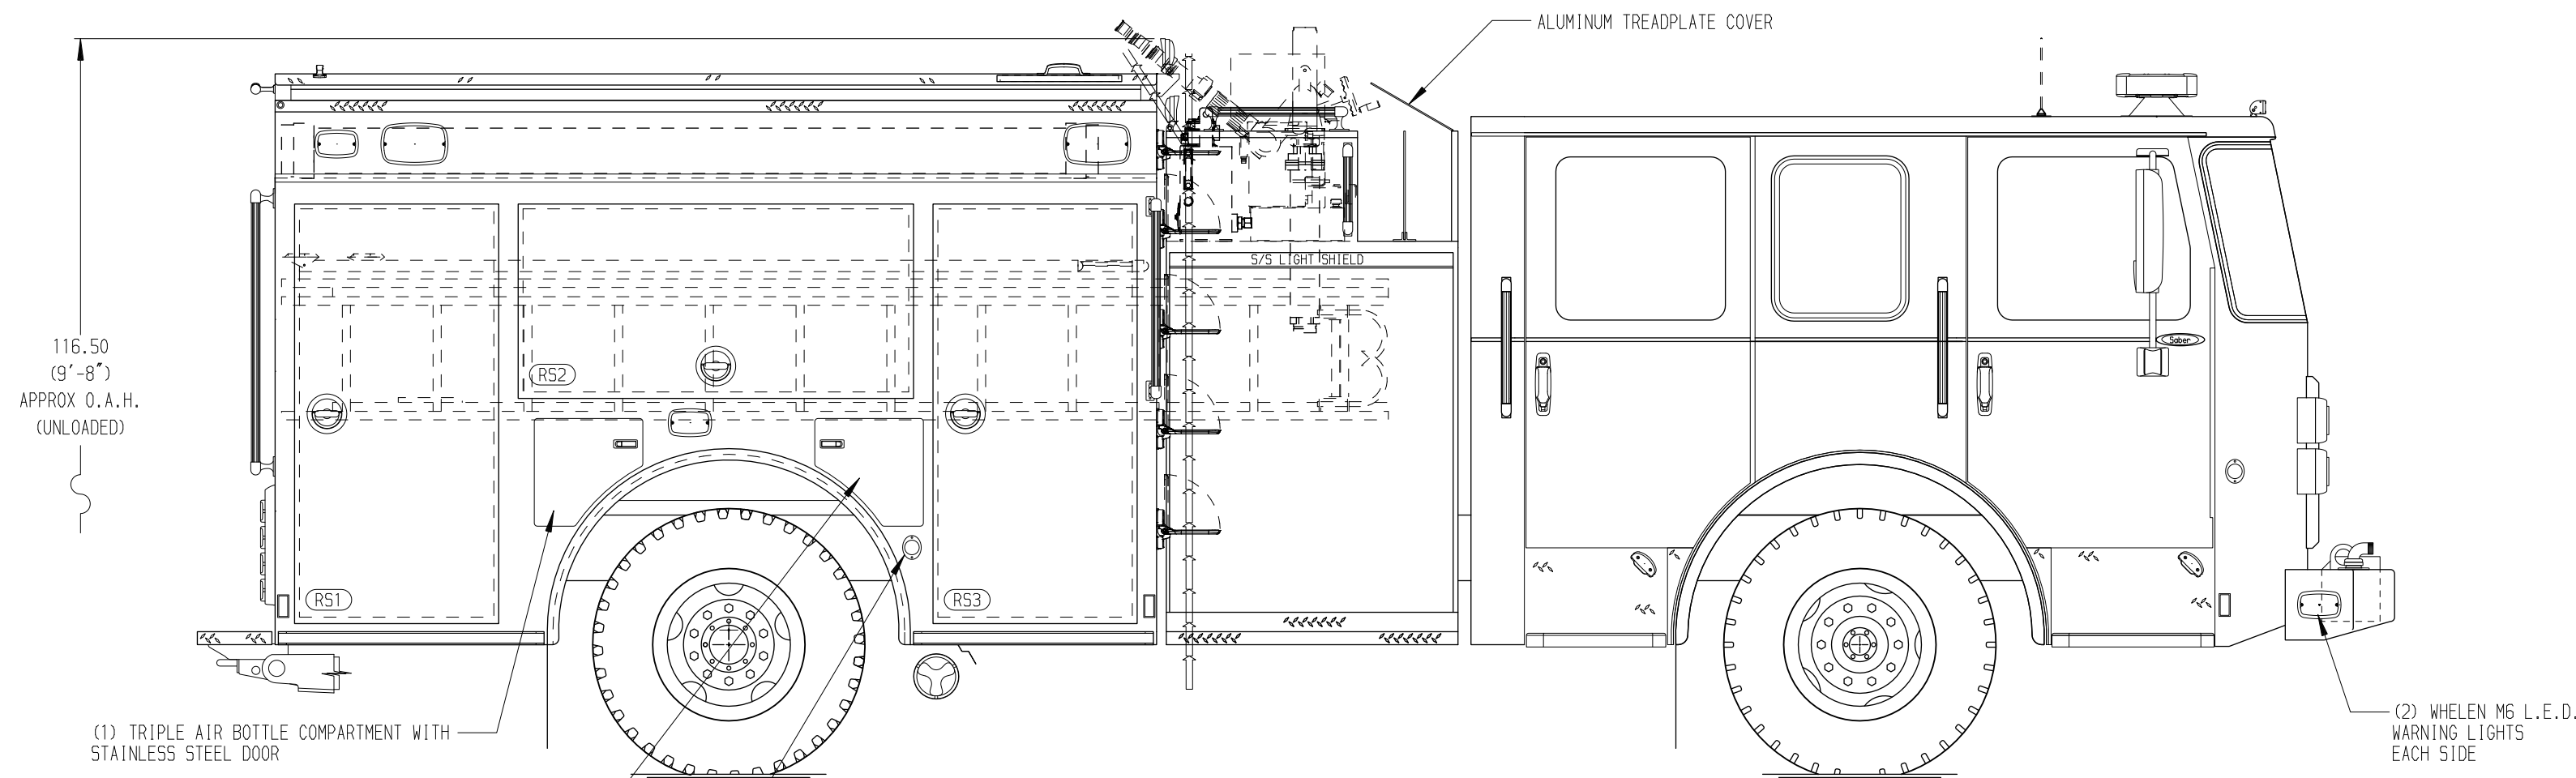 ALUMINUM TREADPLATE COVER
116.50
(9'-8")
APPROX O.A.H.
(UNLOADED)
S/S LIGHT SHIELD
Saber
RS2
RS1
RS3
(1) TRIPLE AIR BOTTLE COMPARTMENT WITH
STAINLESS STEEL DOOR
(2) WHELEN M6 L.E.D.
WARNING LIGHTS
EACH SIDE